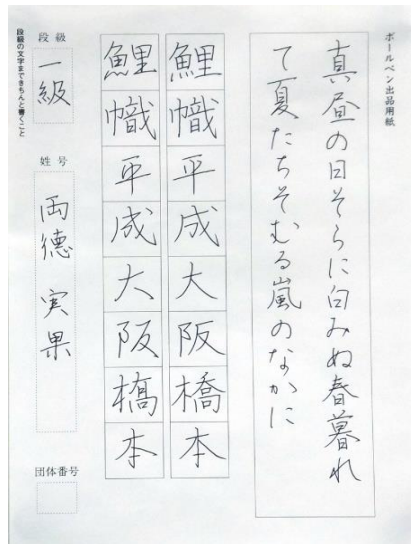 ボールペン出品用紙
真昼の日そらに白みぬ春暮れ
て夏たちそむる嵐のなかに
鯉幟平成大阪橋本
鯉幟平成大阪橋本
段級
一級
姓号
両徳 実果
団体番号
段級の文字まできちんと書くこと